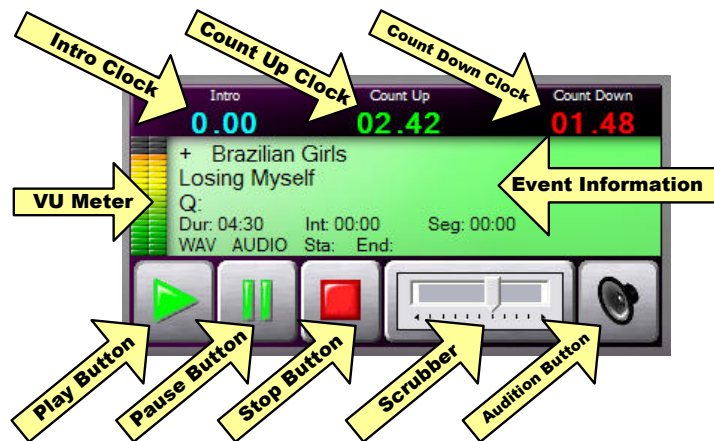 Intro Clock
Count Up Clock
Count Down Clock
Intro
Count Up
Count Down
0.00
02.42
01.48
+ Brazilian Girls
Losing Myself
Q:
Dur: 04:30 Int: 00:00 Seg: 00:00
WAV AUDIO Sta: End:
VU Meter
Event Information
Play Button
Pause Button
Stop Button
Scrubber
Audition Button